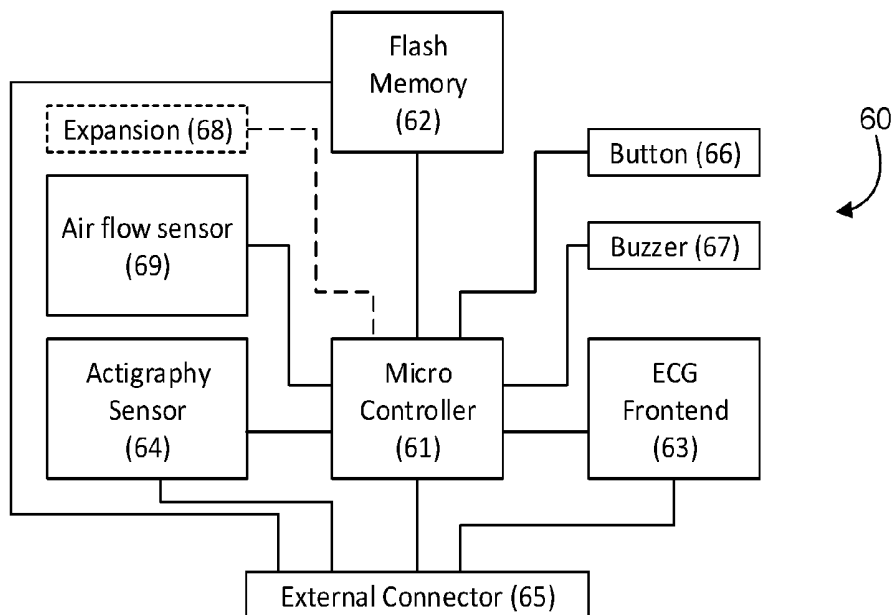 Flash
Memory
(62)
Expansion (68)
60
Button (66)
Air flow sensor
(69)
Buzzer (67)
Actigraphy
Sensor
(64)
Micro
Controller
(61)
ECG
Frontend
(63)
External Connector (65)